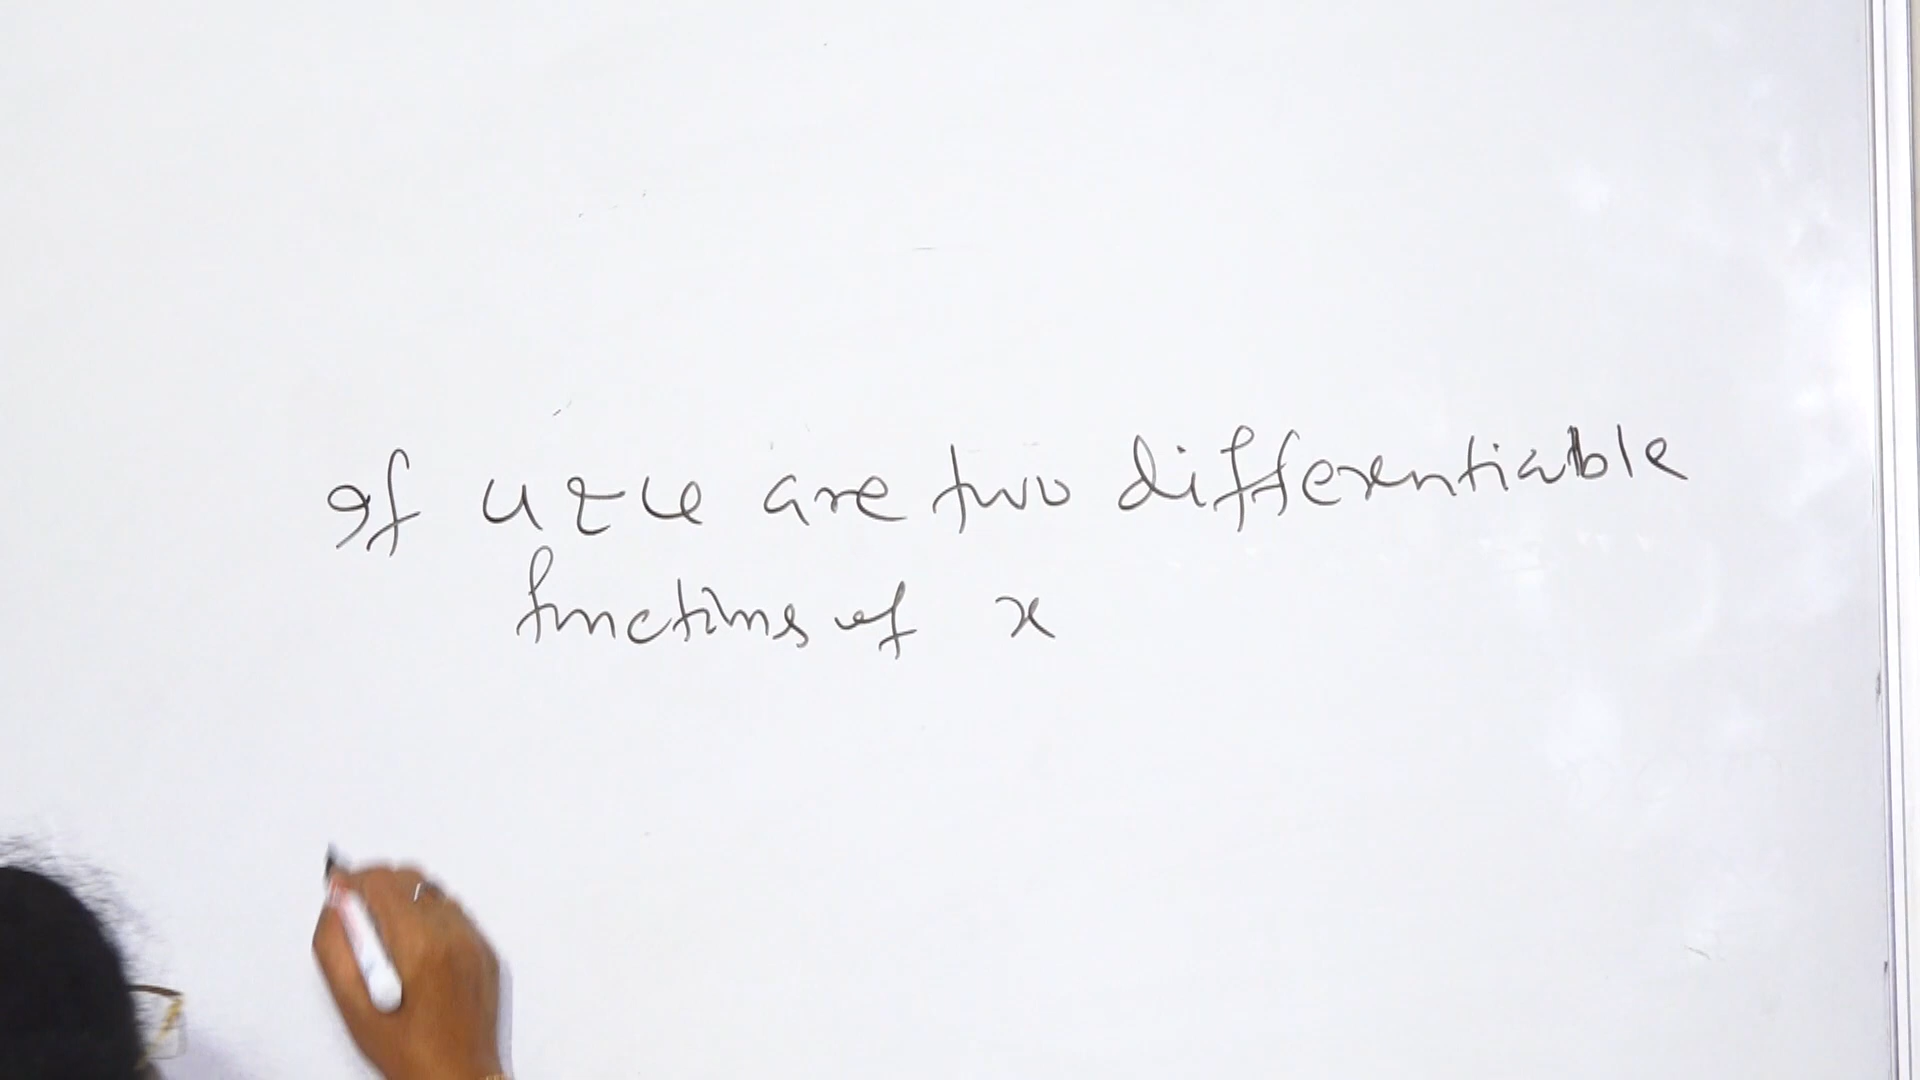 If u & v are two differentiable
functions of x